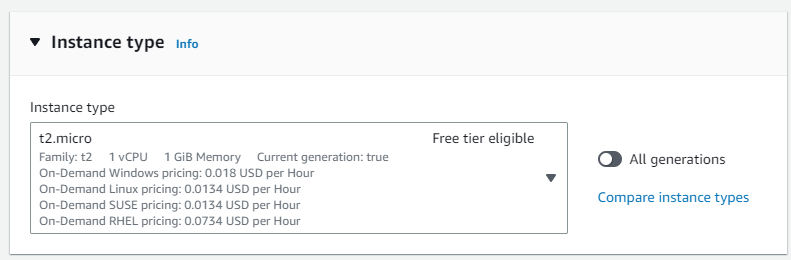 Instance type Info
Instance type
t2.micro Free tier eligible
Family: t2 1 vCPU 1 GiB Memory Current generation: true
On-Demand Windows pricing: 0.018 USD per Hour
On-Demand Linux pricing: 0.0134 USD per Hour
On-Demand SUSE pricing: 0.0134 USD per Hour
On-Demand RHEL pricing: 0.0734 USD per Hour
All generations
Compare instance types